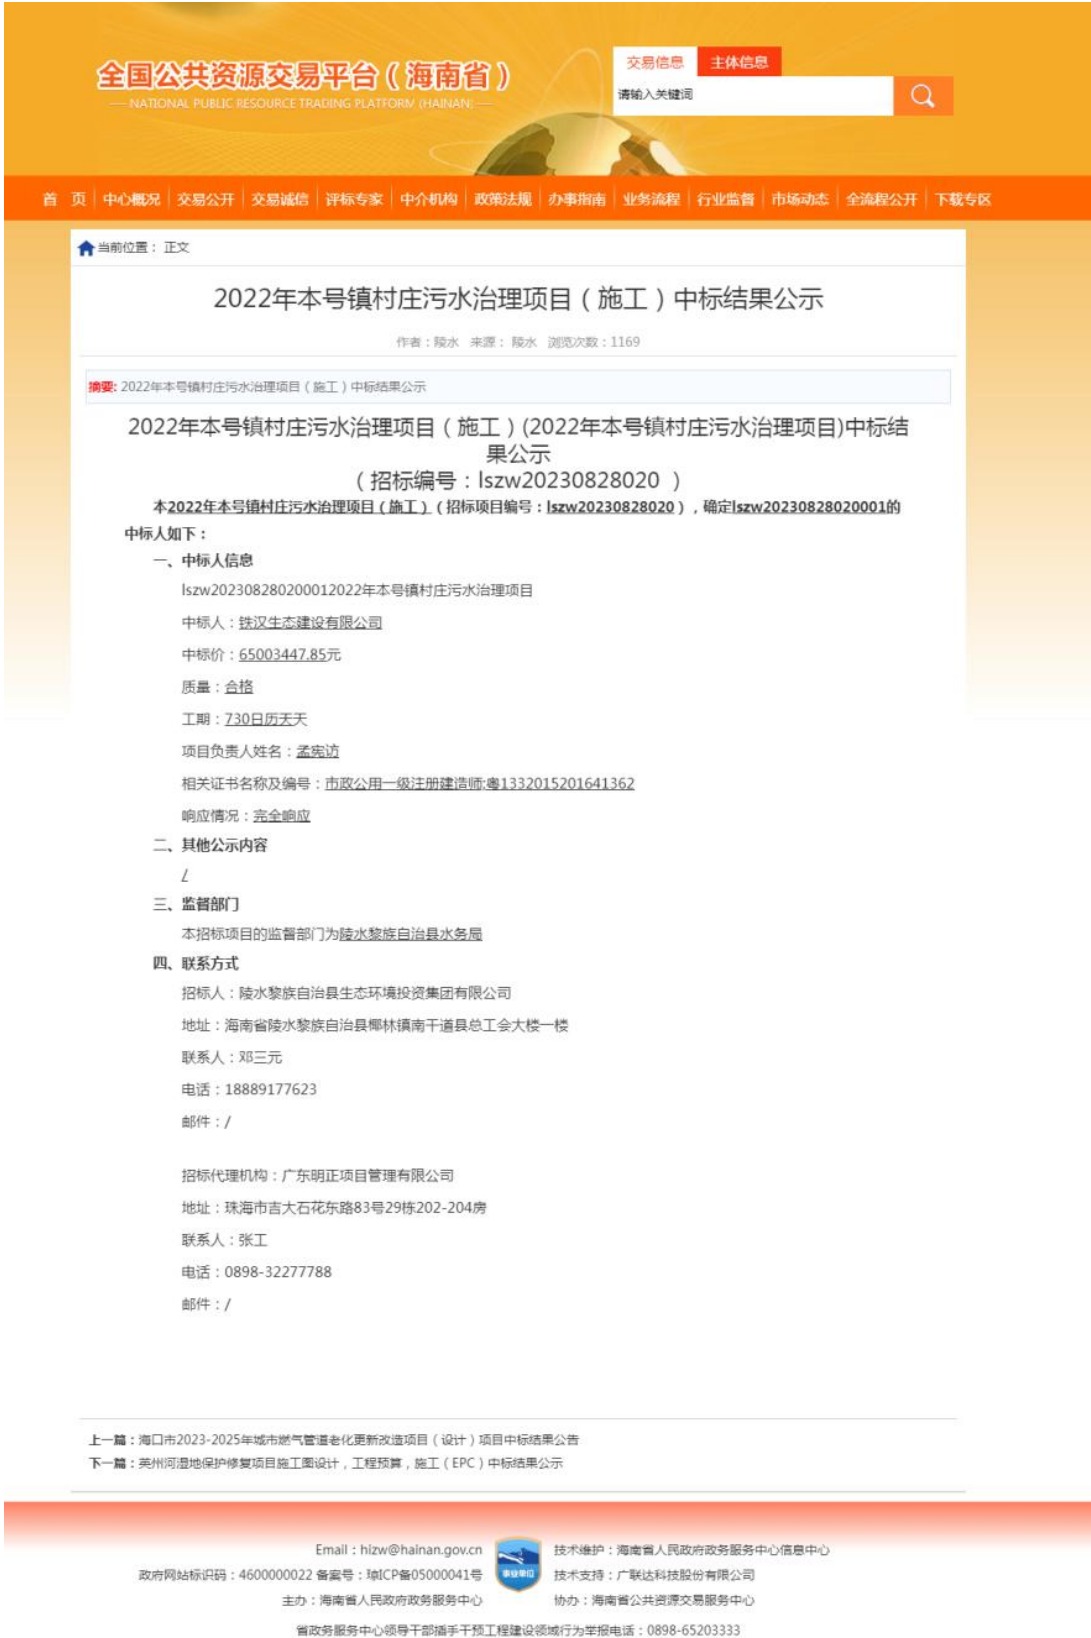 全国公共资源交易平台（海南省）
— NATIONAL PUBLIC RESOURCE TRADING PLATFORM (HAINAN) —
交易信息 主体信息
请输入关键词
首 页 中心概况 交易公开 交易诚信 评标专家 中介机构 政策法规 办事指南 业务流程 行业监督 市场动态 全流程公开 下载专区
当前位置： 正文
2022年本号镇村庄污水治理项目（施工）中标结果公示
作者：陵水 来源： 陵水 浏览次数：1169
摘要: 2022年本号镇村庄污水治理项目（施工）中标结果公示
2022年本号镇村庄污水治理项目（施工）(2022年本号镇村庄污水治理项目)中标结
果公示
（招标编号：lszw20230828020 ）
本2022年本号镇村庄污水治理项目（施工）（招标项目编号：lszw20230828020），确定lszw20230828020001的
中标人如下：
一、中标人信息
lszw202308280200012022年本号镇村庄污水治理项目
中标人：铁汉生态建设有限公司
中标价：65003447.85元
质量：合格
工期：730日历天天
项目负责人姓名：孟宪访
相关证书名称及编号：市政公用一级注册建造师;粤1332015201641362
响应情况：完全响应
二、其他公示内容
/
三、监督部门
本招标项目的监督部门为陵水黎族自治县水务局
四、联系方式
招标人：陵水黎族自治县生态环境投资集团有限公司
地址：海南省陵水黎族自治县椰林镇南干道县总工会大楼一楼
联系人：邓三元
电话：18889177623
邮件：/
招标代理机构：广东明正项目管理有限公司
地址：珠海市吉大石花东路83号29栋202-204房
联系人：张工
电话：0898-32277788
邮件：/
上一篇：海口市2023-2025年城市燃气管道老化更新改造项目（设计）项目中标结果公告
下一篇：英州河湿地保护修复项目施工图设计，工程预算，施工（EPC）中标结果公示
Email：hizw@hainan.gov.cn 技术维护：海南省人民政府政务服务中心信息中心
政府网站标识码：4600000022 备案号：琼ICP备05000041号 事业单位 技术支持：广联达科技股份有限公司
主办：海南省人民政府政务服务中心 协办：海南省公共资源交易服务中心
省政务服务中心领导干部插手干预工程建设领域行为举报电话：0898-65203333